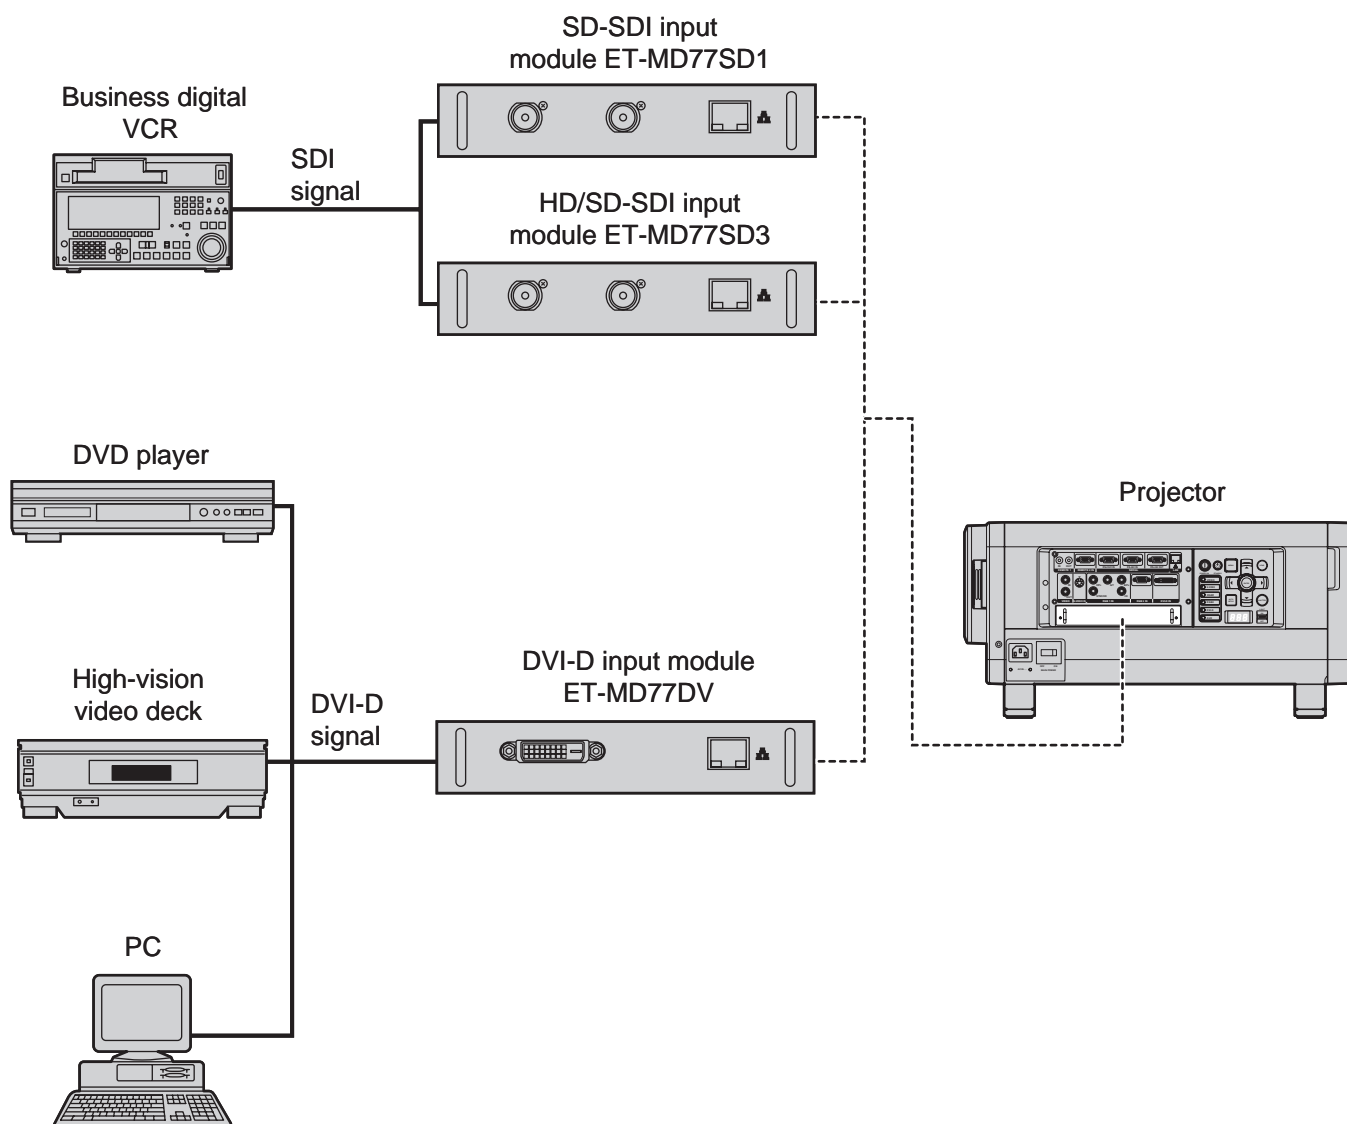 SD-SDI input
module ET-MD77SD1
Business digital
VCR
SDI
signal
HD/SD-SDI input
module ET-MD77SD3
DVD player
Projector
High-vision
video deck
DVI-D
signal
DVI-D input module
ET-MD77DV
PC